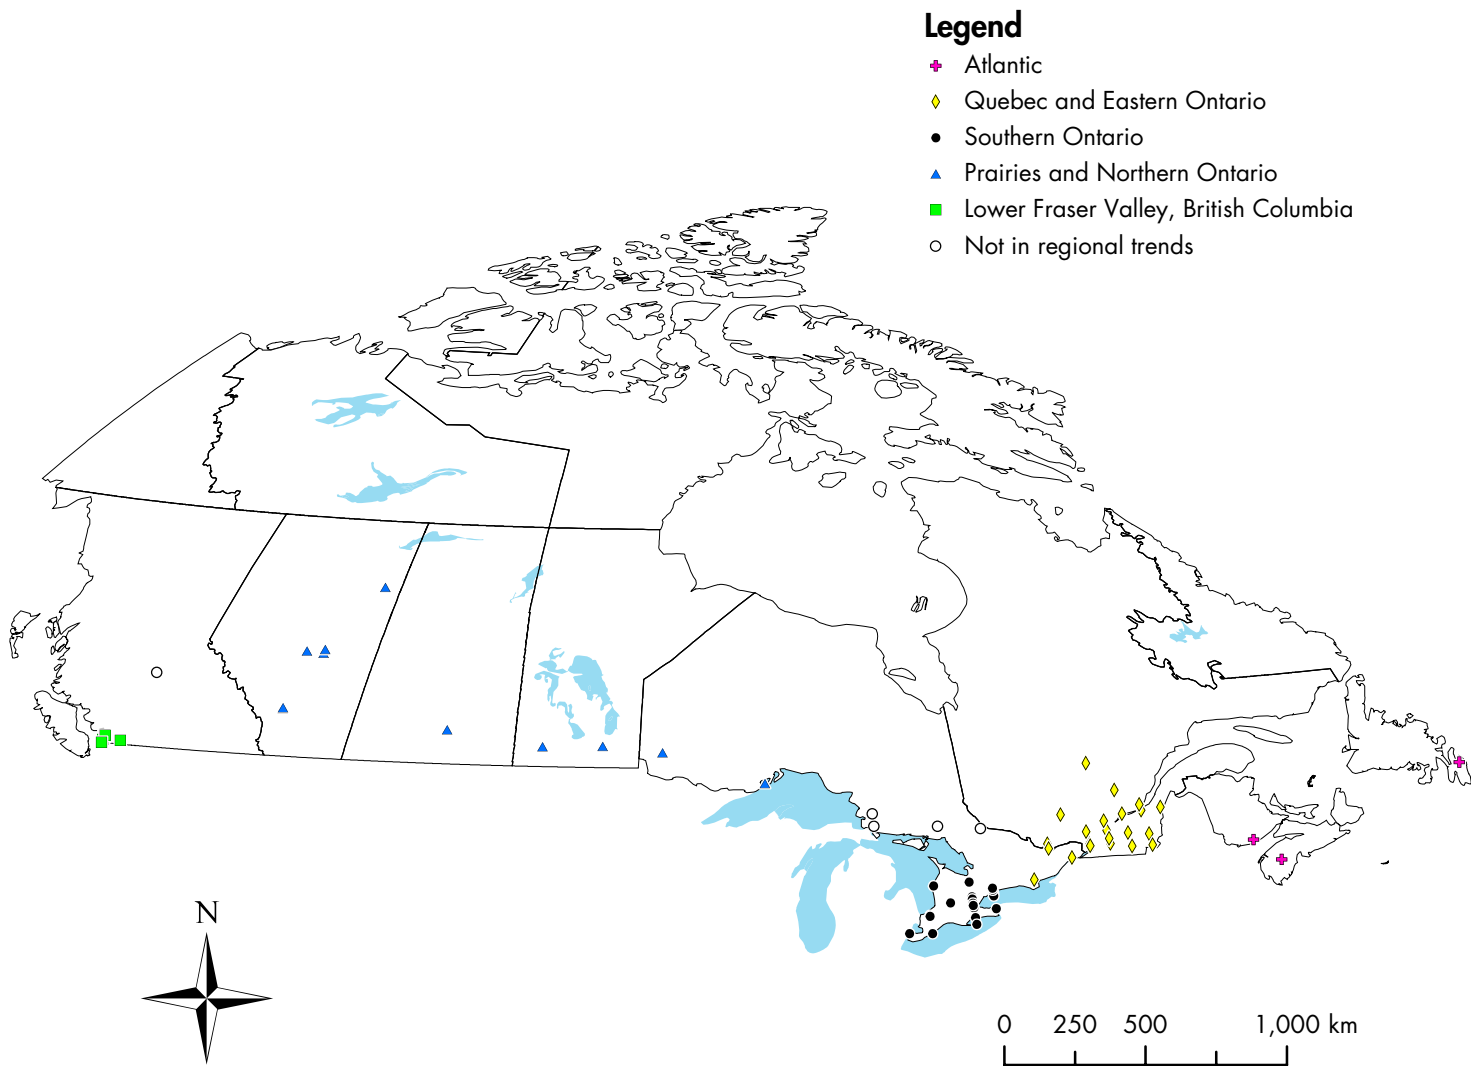 Legend
Atlantic
Quebec and Eastern Ontario
Southern Ontario
Prairies and Northern Ontario
Lower Fraser Valley, British Columbia
Not in regional trends
N
0 250 500 1,000 km